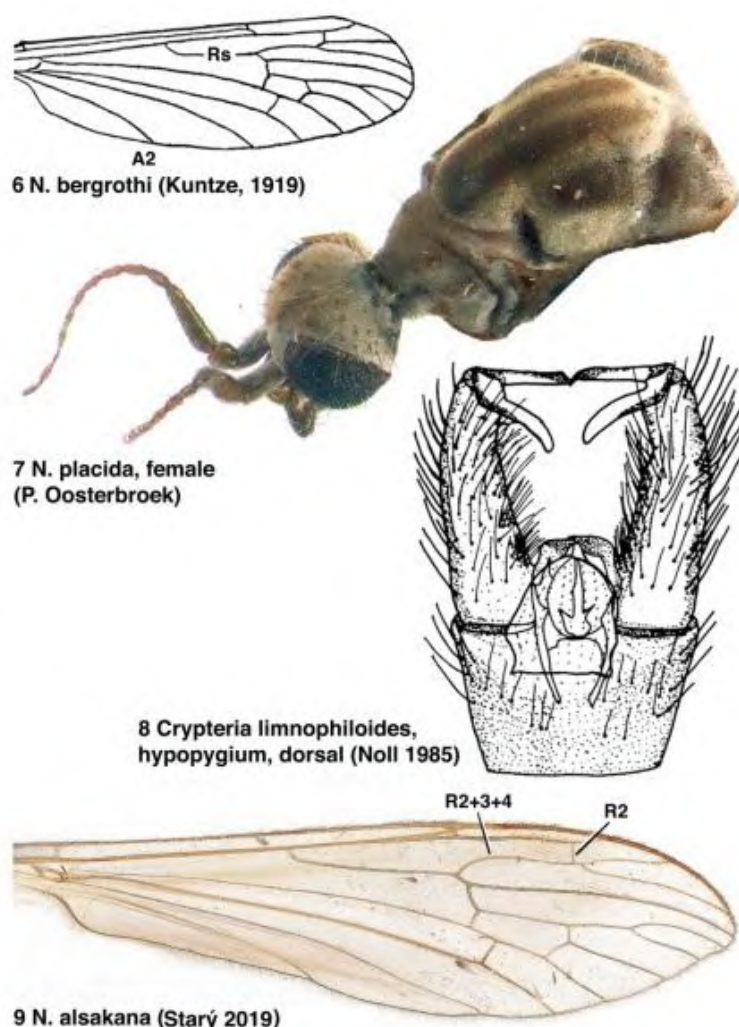 Rs
A2
6 N. bergrothi (Kuntze, 1919)
7 N. placida, female
(P. Oosterbroek)
8 Crypteria limnophiloides,
hypopygium, dorsal (Noll 1985)
R2+3+4
R2
9 N. alsakana (Starý 2019)